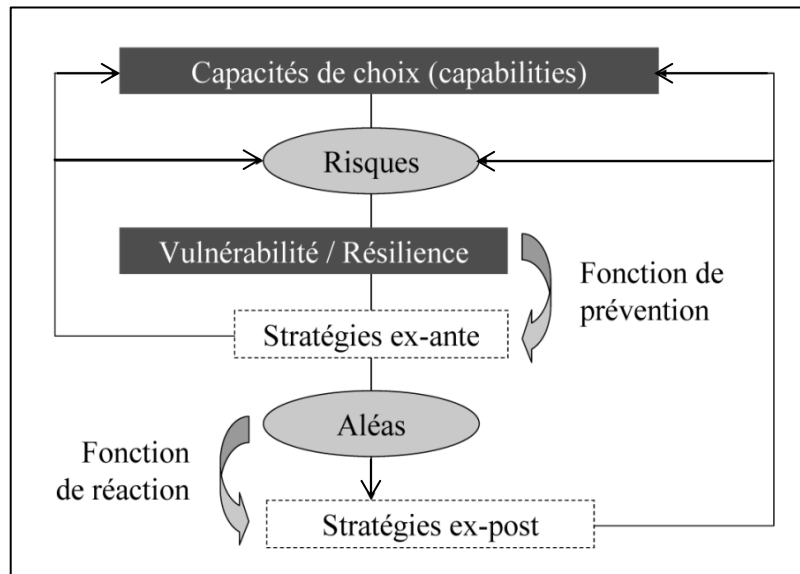 Capacités de choix (capabilities)
Risques
Vulnérabilité / Résilience
Fonction de
prévention
Stratégies ex-ante
Aléas
Fonction
de réaction
Stratégies ex-post